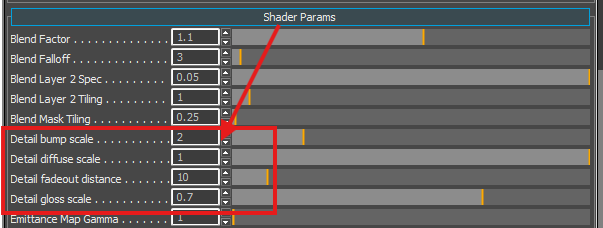 Shader Params
Blend Factor . . . . . . . . . . . . . 1.1
Blend Falloff . . . . . . . . . . . . . 3
Blend Layer 2 Spec . . . . . . . . 0.05
Blend Layer 2 Tiling . . . . . . . . 1
Blend Mask Tiling . . . . . . . . . . 0.25
Detail bump scale . . . . . . . . . . 2
Detail diffuse scale . . . . . . . . . 1
Detail fadeout distance . . . . . 10
Detail gloss scale . . . . . . . . . . 0.7
Emittance Map Gamma . . . . . 1